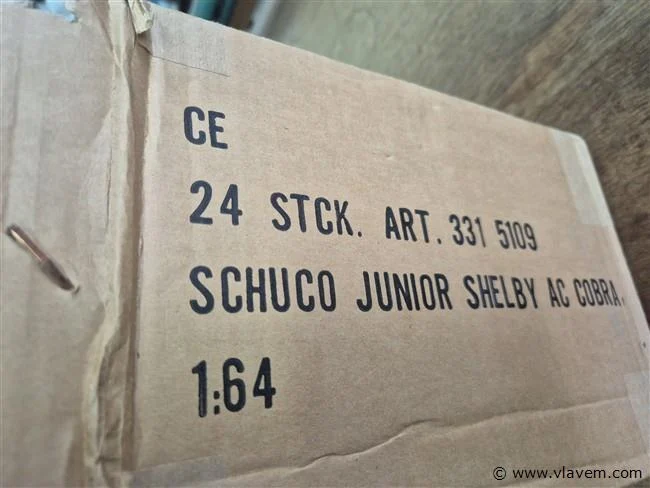 CE
24 STCK. ART. 331 5109
SCHUCO JUNIOR SHELBY AC COBRA.
1:64
© www.vlavem.com